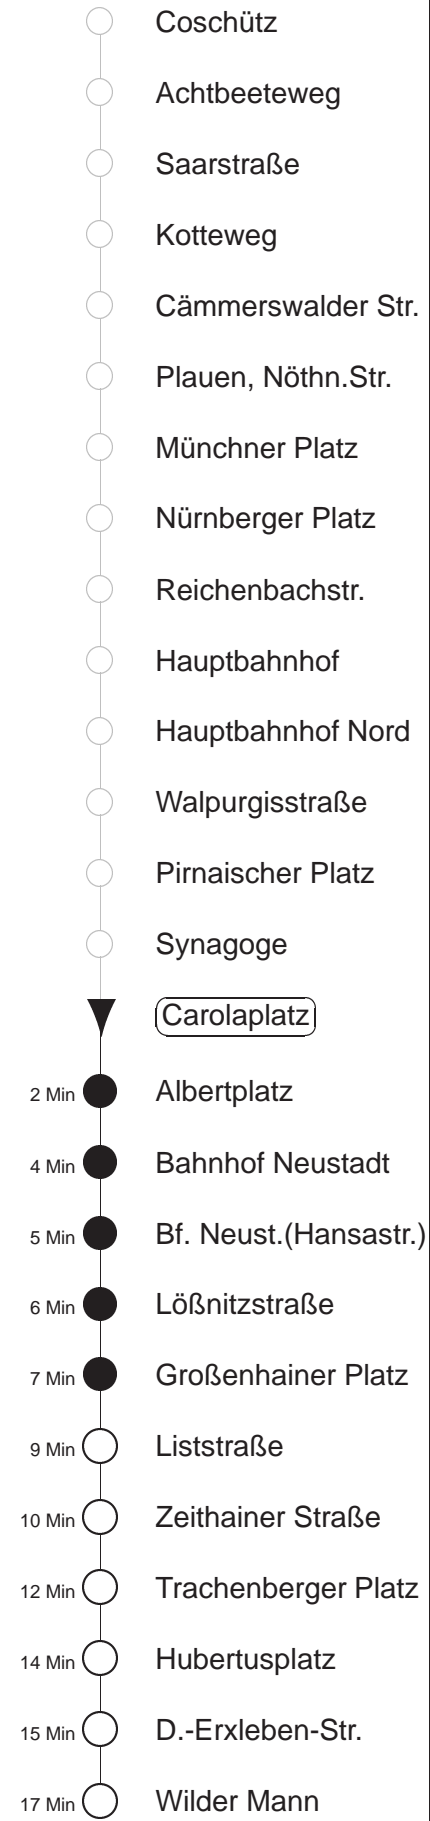 Coschütz
Achtbeeteweg
Saarstraße
Kotteweg
Cämmerswalder Str.
Plauen, Nöthn.Str.
Münchner Platz
Nürnberger Platz
Reichenbachstr.
Hauptbahnhof
Hauptbahnhof Nord
Walpurgisstraße
Pirnaischer Platz
Synagoge
Carolaplatz
2 Min Albertplatz
4 Min Bahnhof Neustadt
5 Min Bf. Neust.(Hansastr.)
6 Min Lößnitzstraße
7 Min Großenhainer Platz
9 Min Liststraße
10 Min Zeithainer Straße
12 Min Trachenberger Platz
14 Min Hubertusplatz
15 Min D.-Erxleben-Str.
17 Min Wilder Mann